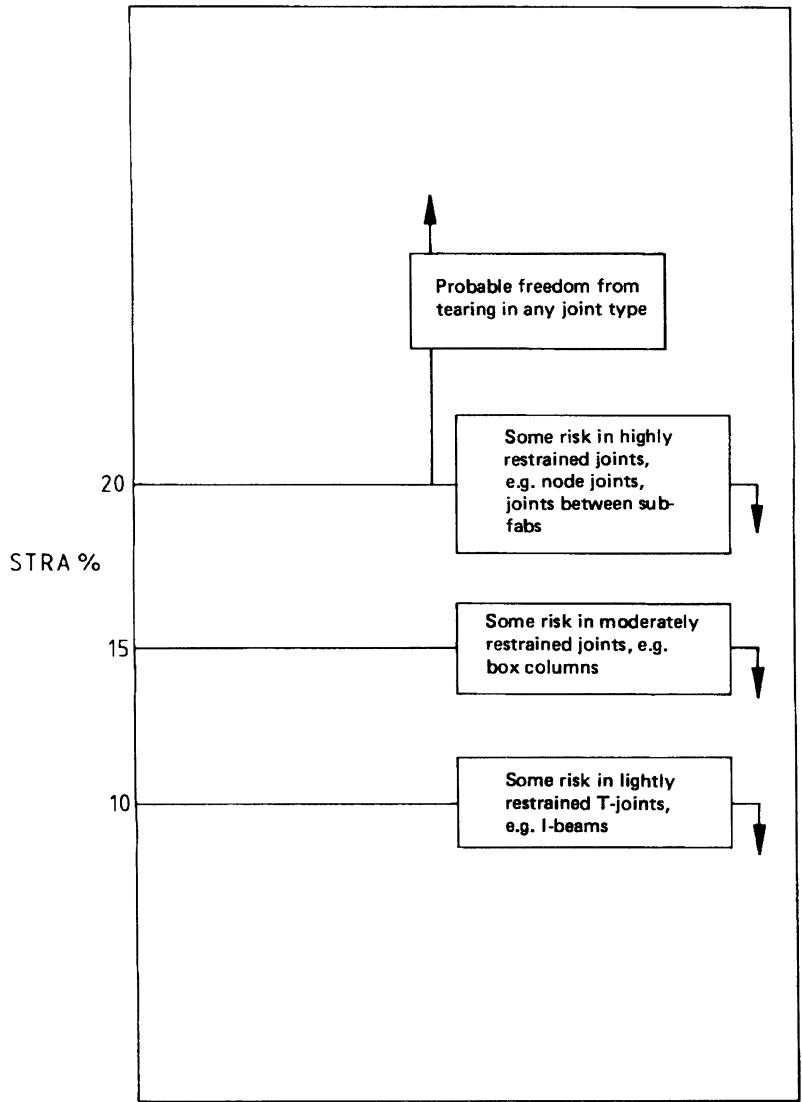 Probable freedom from
tearing in any joint type
Some risk in highly
restrained joints,
e.g. node joints,
joints between sub-
fabs
20
STRA %
Some risk in moderately
restrained joints, e.g.
box columns
15
Some risk in lightly
restrained T-joints,
e.g. I-beams
10